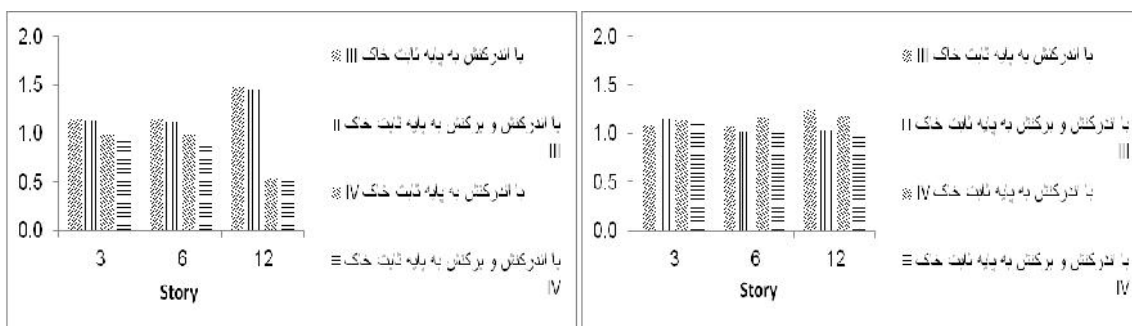 2.0
1.5
1.0
0.5
0.0
3 6 12
Story
با اندرکنش به پایه ثابت خاک III
با اندرکنش و برکنش به پایه ثابت خاک
III
با اندرکنش به پایه ثابت خاک IV
با اندرکنش و برکنش به پایه ثابت خاک
IV
2.0
1.5
1.0
0.5
0.0
3 6 12
Story
با اندرکنش به پایه ثابت خاک III
با اندرکنش و برکنش به پایه ثابت خاک
III
با اندرکنش به پایه ثابت خاک IV
با اندرکنش و برکنش به پایه ثابت خاک
IV